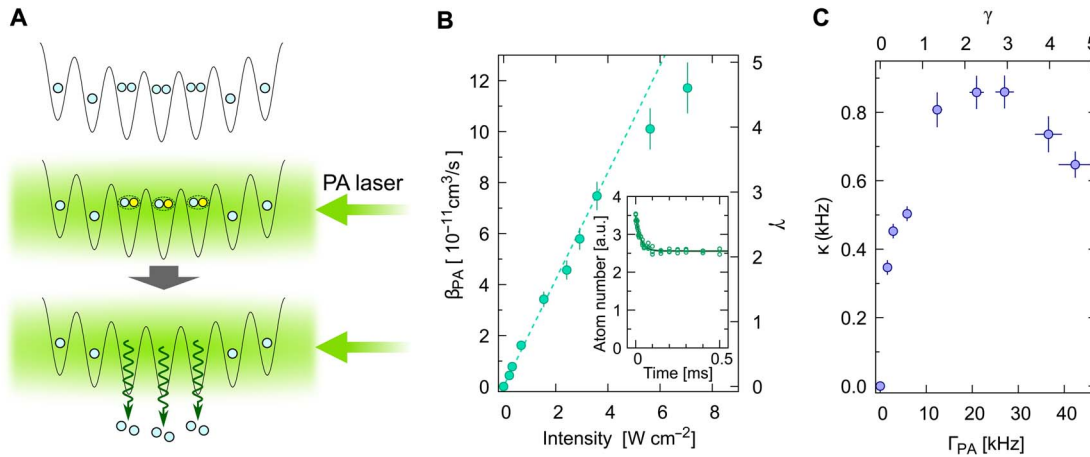 A
PA laser
B
12
10
8
6
4
2
0
β_PA [ 10⁻¹¹cm³/s ]
0 2 4 6 8
Intensity [W cm⁻²]
5
4
3
2
1
0
γ
4
3
2
1
0
Atom number [a.u.]
0 0.5
Time [ms]
C
γ
0 1 2 3 4 5
0.8
0.6
0.4
0.2
0.0
κ (kHz)
0 10 20 30 40
Γ_PA [kHz]